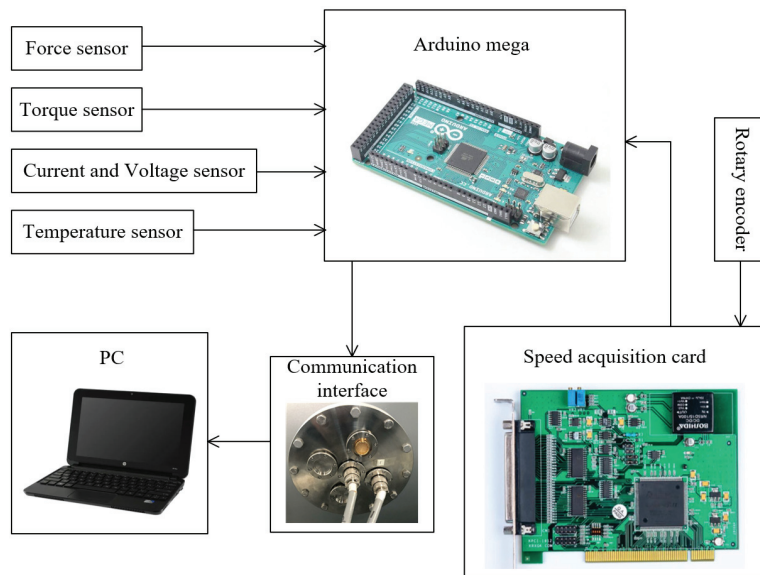 Force sensor
Torque sensor
Current and Voltage sensor
Temperature sensor
Arduino mega
Rotary encoder
PC
Communication
interface
Speed acquisition card